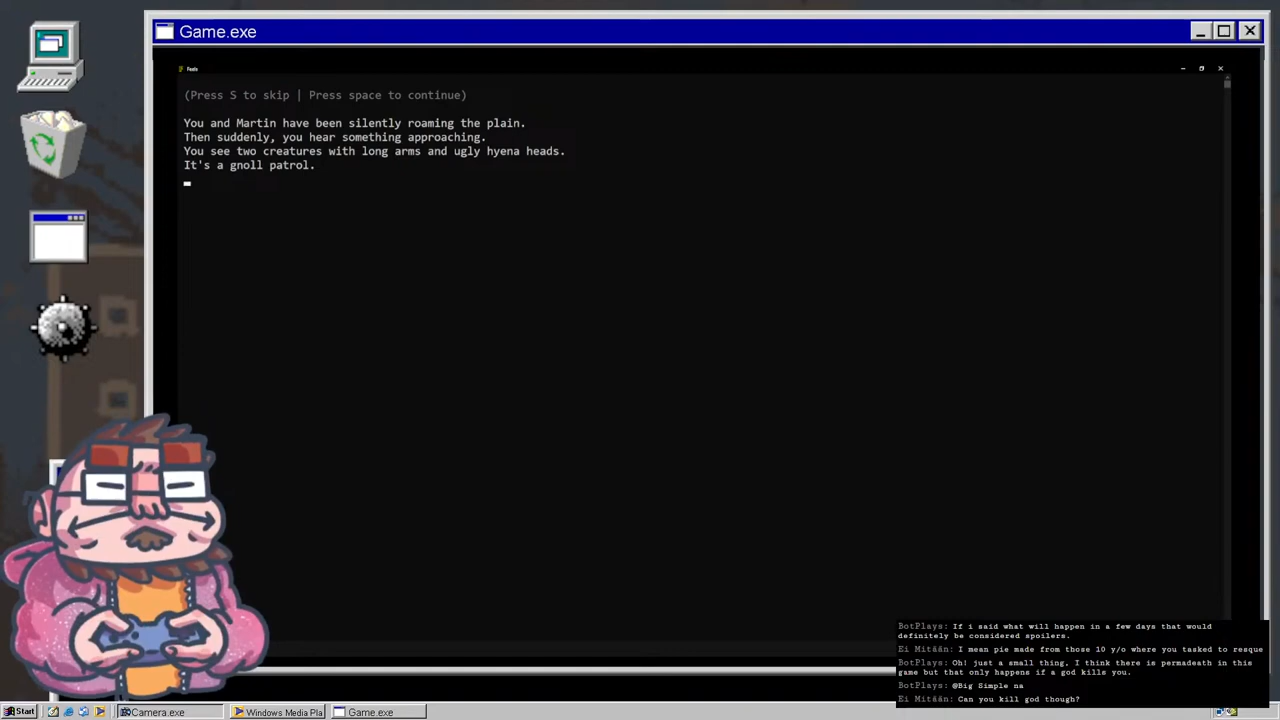 Game.exe
Feels
(Press S to skip | Press space to continue)
You and Martin have been silently roaming the plain.
Then suddenly, you hear something approaching.
You see two creatures with long arms and ugly hyena heads.
It's a gnoll patrol.
BotPlays: If i said what will happen in a few days that would
definitely be considered spoilers.
Ei Mitään: I mean pie made from those 10 y/o where you tasked to resque
BotPlays: Oh! just a small thing, I think there is permadeath in this
game but that only happens if a god kills you.
BotPlays: @Big Simple na
Ei Mitään: Can you kill god though?
Start
Camera.exe
Windows Media Pla
Game.exe